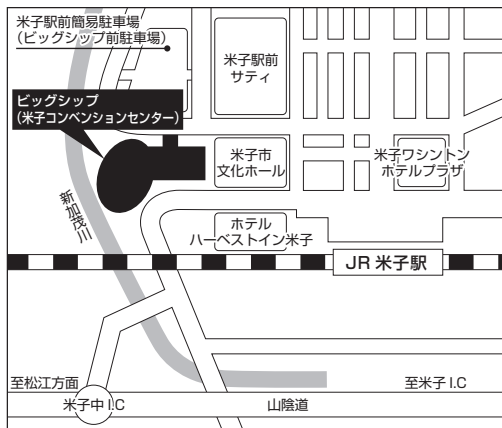 米子駅前簡易駐車場
(ビッグシップ前駐車場)
米子駅前
サティ
ビッグシップ
(米子コンベンションセンター)
米子市
文化ホール
米子ワシントン
ホテルプラザ
新加茂川
ホテル
ハーベストイン米子
JR 米子駅
至松江方面
至米子 I.C
米子中 I.C
山陰道